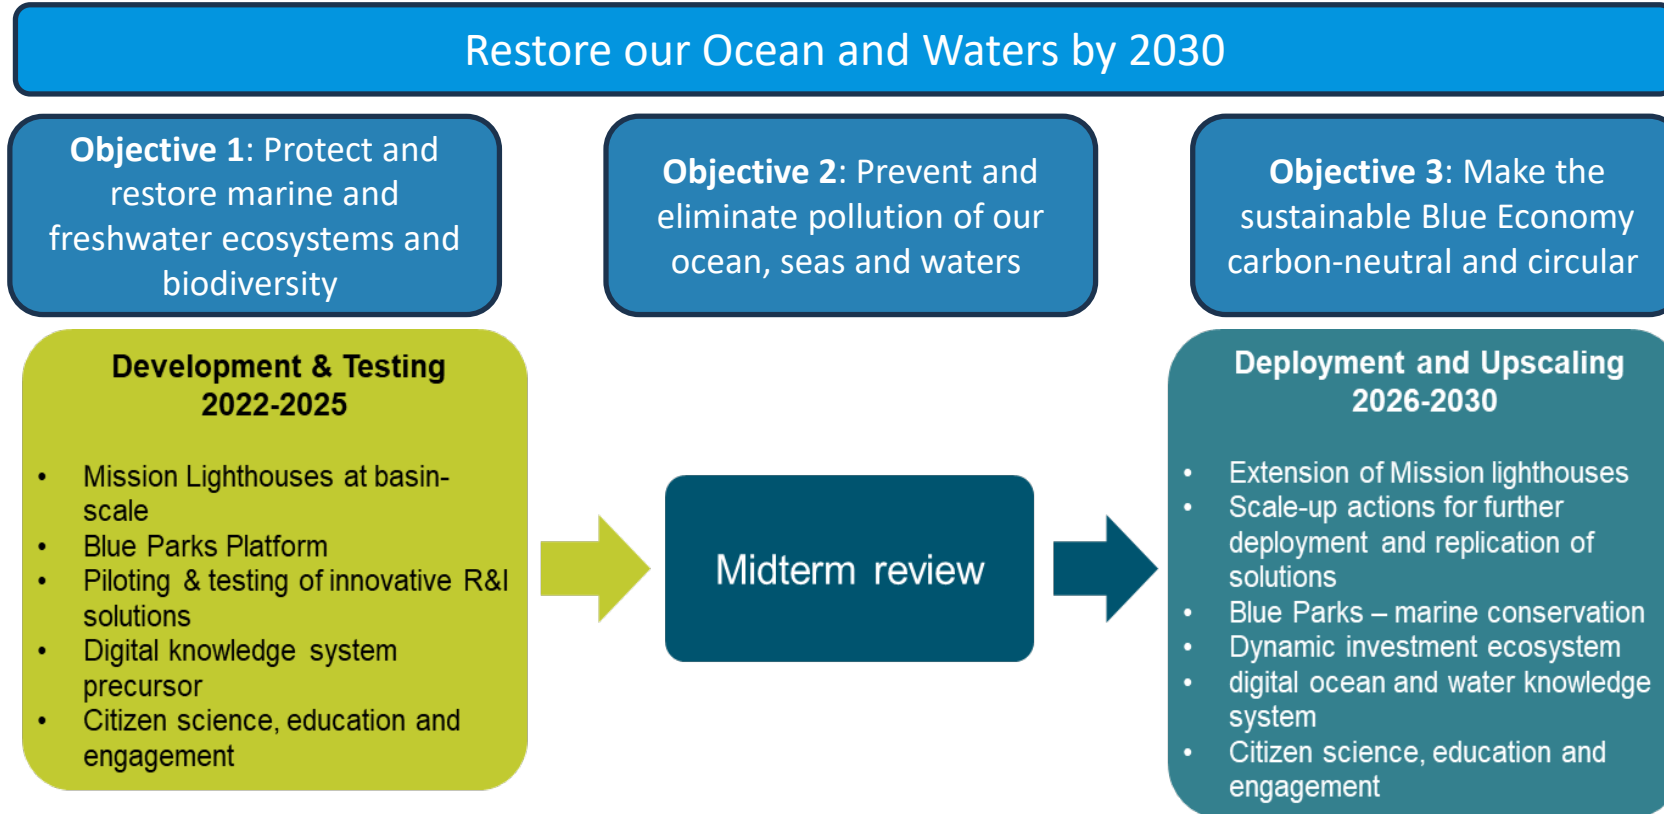 Restore our Ocean and Waters by 2030
Objective 1: Protect and
restore marine and
freshwater ecosystems and
biodiversity
Objective 2: Prevent and
eliminate pollution of our
ocean, seas and waters
Objective 3: Make the
sustainable Blue Economy
carbon-neutral and circular
Development & Testing
2022-2025
• Mission Lighthouses at basin-
scale
• Blue Parks Platform
• Piloting & testing of innovative R&I
solutions
• Digital knowledge system
precursor
• Citizen science, education and
engagement
Midterm review
Deployment and Upscaling
2026-2030
• Extension of Mission lighthouses
• Scale-up actions for further
deployment and replication of
solutions
• Blue Parks – marine conservation
• Dynamic investment ecosystem
• digital ocean and water knowledge
system
• Citizen science, education and
engagement